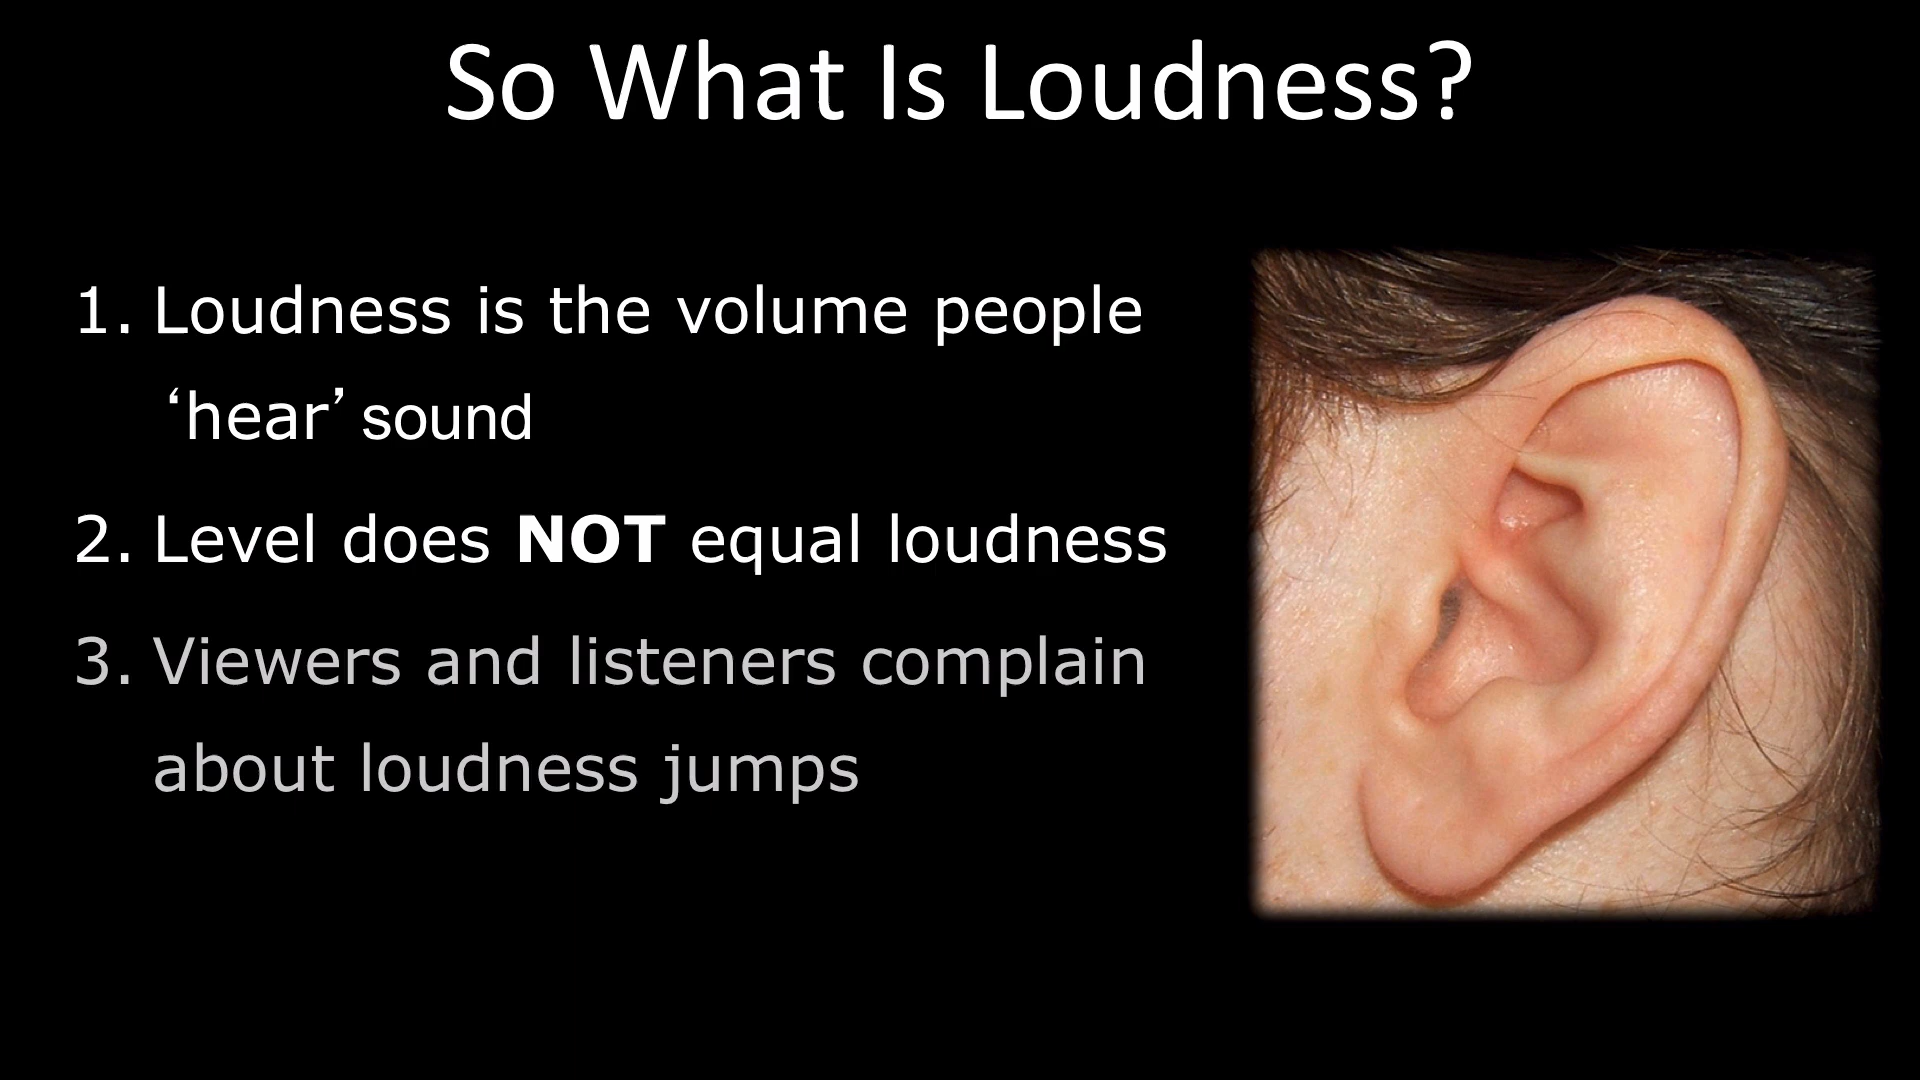 So What Is Loudness?
1. Loudness is the volume people
‘hear’ sound
2. Level does NOT equal loudness
3. Viewers and listeners complain
about loudness jumps